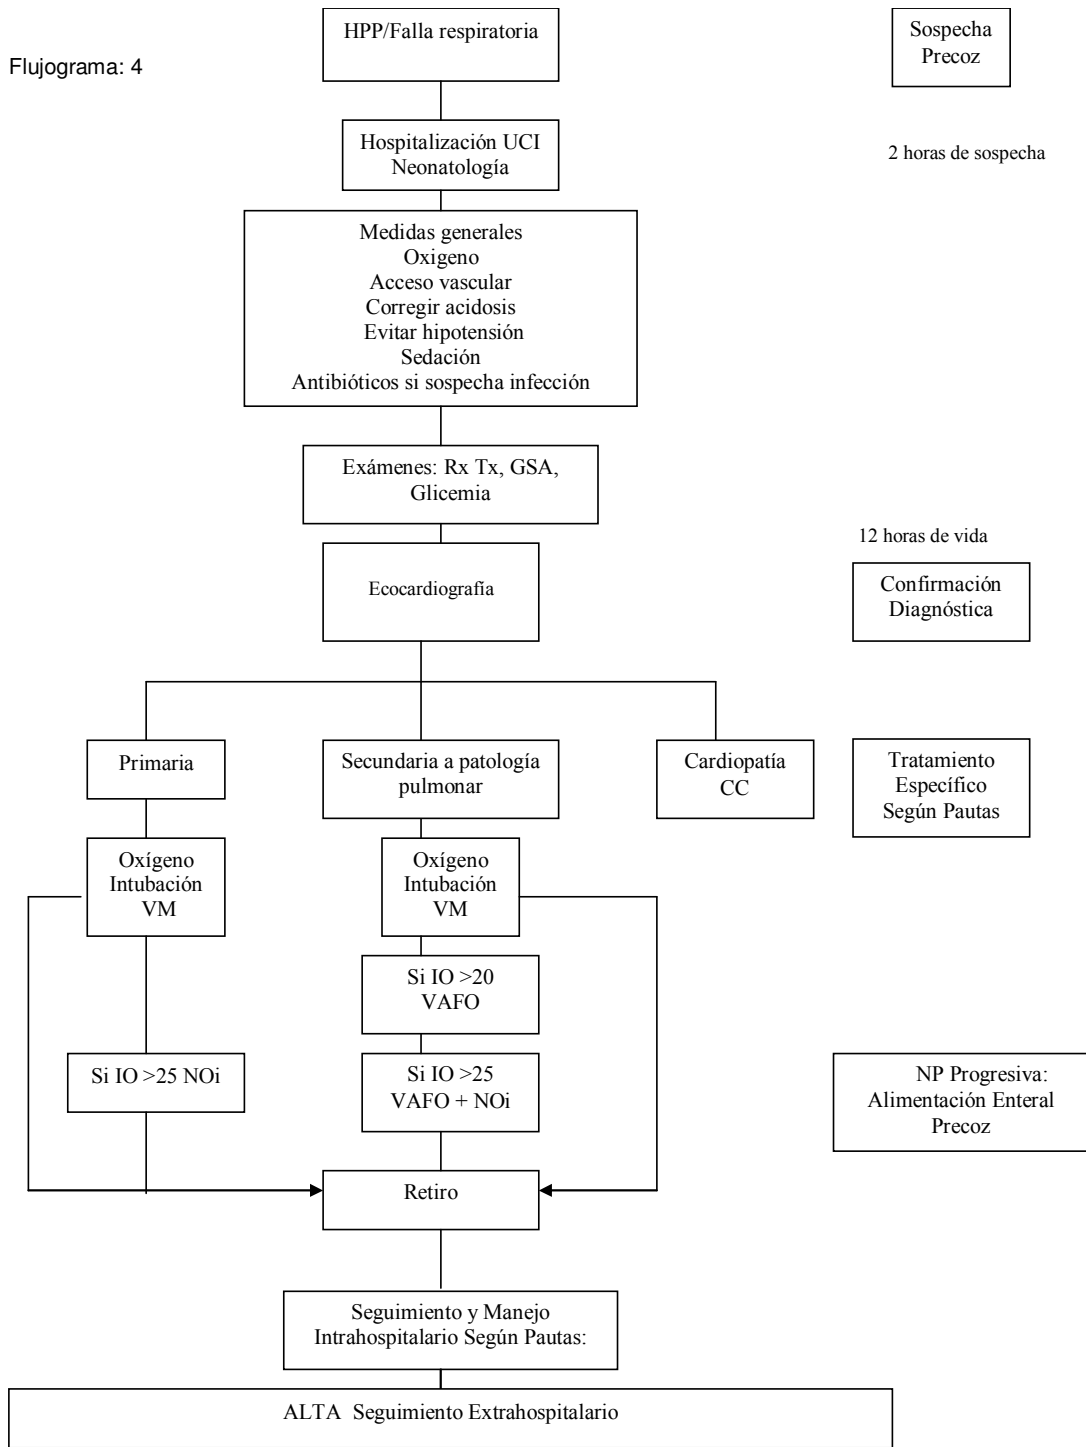 HPP/Falla respiratoria
Sospecha
Precoz
Flujograma: 4
Hospitalización UCI
Neonatología
2 horas de sospecha
Medidas generales
Oxigeno
Acceso vascular
Corregir acidosis
Evitar hipotensión
Sedación
Antibióticos si sospecha infección
Exámenes: Rx Tx, GSA,
Glicemia
12 horas de vida
Ecocardiografía
Confirmación
Diagnóstica
Primaria
Secundaria a patología
pulmonar
Cardiopatía
CC
Tratamiento
Específico
Según Pautas
Oxígeno
Intubación
VM
Oxígeno
Intubación
VM
Si IO >20
VAFO
Si IO >25 NOi
Si IO >25
VAFO + NOi
NP Progresiva:
Alimentación Enteral
Precoz
Retiro
Seguimiento y Manejo
Intrahospitalario Según Pautas:
ALTA Seguimiento Extrahospitalario